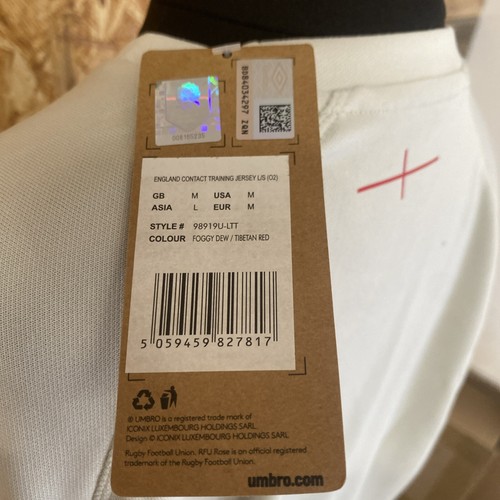 BDB4034297 ZQN
ENGLAND CONTACT TRAINING JERSEY L/S (O2)
GB M USA M
ASIA L EUR M
STYLE # 98919U-LTT
COLOUR FOGGY DEW / TIBETAN RED
5 059459 827817
© UMBRO is a registered trade mark of
ICONIX LUXEMBOURG HOLDINGS SARL.
Design © ICONIX LUXEMBOURG HOLDINGS SARL
Rugby Football Union. RFU Rose is an official registered
trademark of the Rugby Football Union.
umbro.com